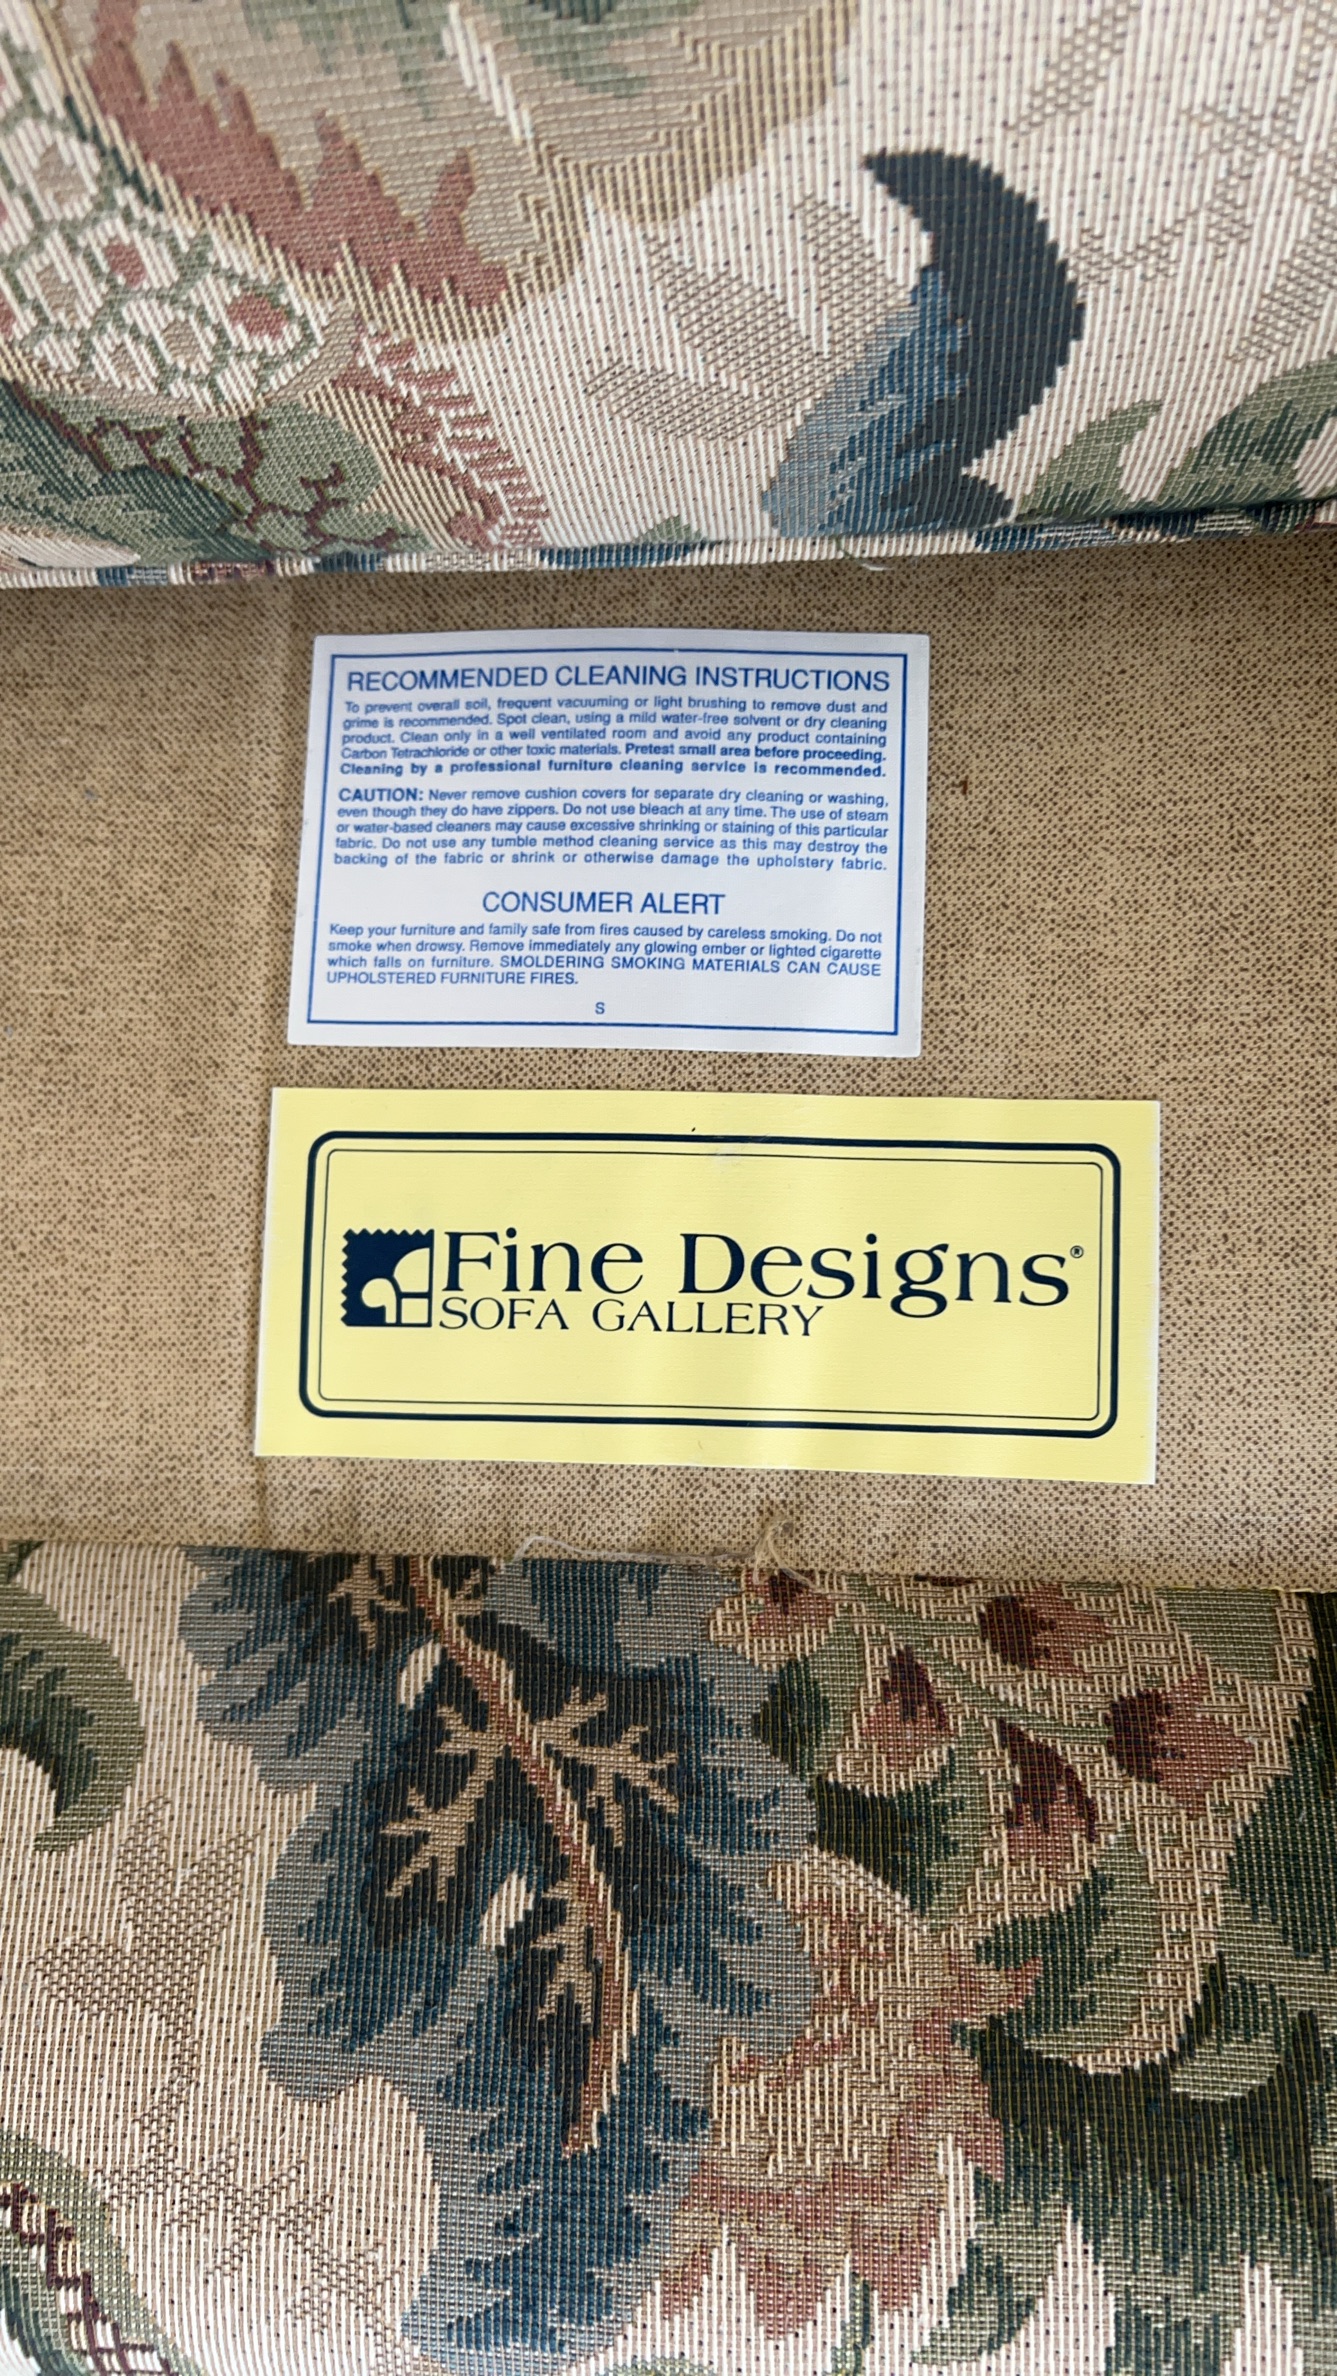 RECOMMENDED CLEANING INSTRUCTIONS
To prevent overall soil, frequent vacuuming or light brushing to remove dust and
grime is recommended. Spot clean, using a mild water-free solvent or dry cleaning
product. Clean only in a well ventilated room and avoid any product containing
Carbon Tetrachloride or other toxic materials. Pretest small area before proceeding.
Cleaning by a professional furniture cleaning service is recommended.
CAUTION: Never remove cushion covers for separate dry cleaning or washing,
even though they do have zippers. Do not use bleach at any time. The use of steam
or water-based cleaners may cause excessive shrinking or staining of this particular
fabric. Do not use any tumble method cleaning service as this may destroy the
backing of the fabric or shrink or otherwise damage the upholstery fabric.
CONSUMER ALERT
Keep your furniture and family safe from fires caused by careless smoking. Do not
smoke when drowsy. Remove immediately any glowing ember or lighted cigarette
which falls on furniture. SMOLDERING SMOKING MATERIALS CAN CAUSE
UPHOLSTERED FURNITURE FIRES.
S
Fine Designs®
SOFA GALLERY